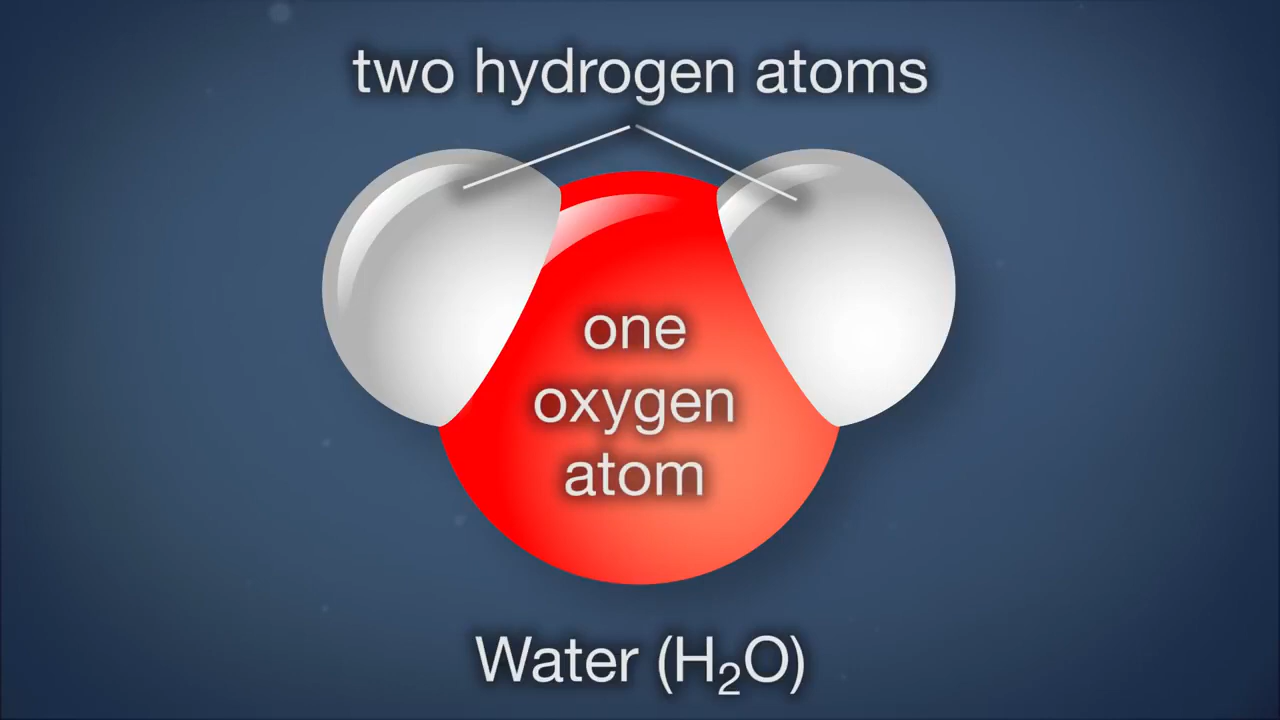 two hydrogen atoms
one
oxygen
atom
Water (H₂O)